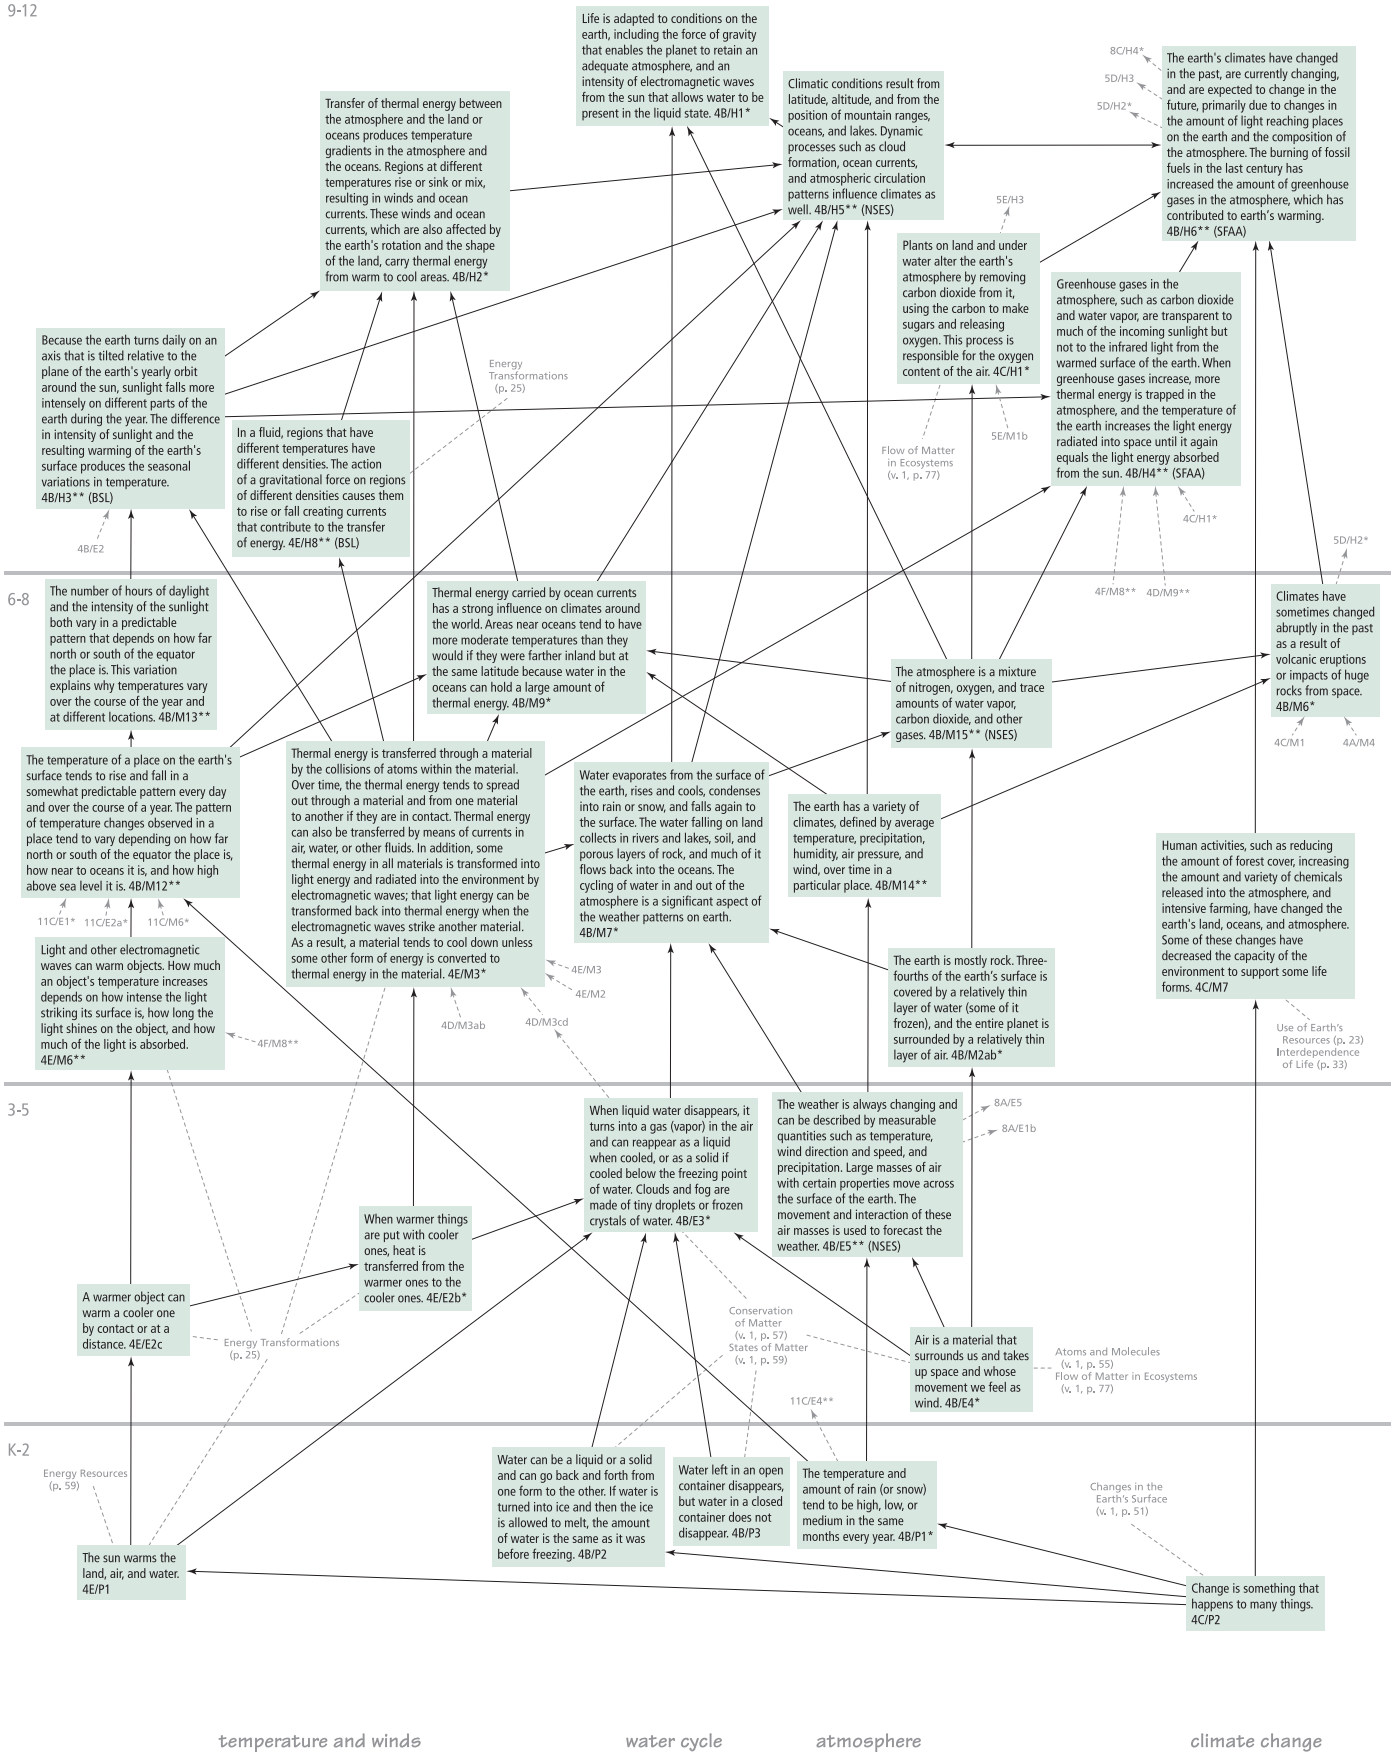 9-12
Life is adapted to conditions on the
earth, including the force of gravity
that enables the planet to retain an
adequate atmosphere, and an
intensity of electromagnetic waves
from the sun that allows water to be
present in the liquid state. 4B/H1*
Transfer of thermal energy between
the atmosphere and the land or
oceans produces temperature
gradients in the atmosphere and
the oceans. Regions at different
temperatures rise or sink or mix,
resulting in winds and ocean
currents. These winds and ocean
currents, which are also affected by
the earth's rotation and the shape
of the land, carry thermal energy
from warm to cool areas. 4B/H2*
Climatic conditions result from
latitude, altitude, and from the
position of mountain ranges,
oceans, and lakes. Dynamic
processes such as cloud
formation, ocean currents,
and atmospheric circulation
patterns influence climates as
well. 4B/H5** (NSES)
8C/H4*
5D/H3
5D/H2*
The earth's climates have changed
in the past, are currently changing,
and are expected to change in the
future, primarily due to changes in
the amount of light reaching places
on the earth and the composition of
the atmosphere. The burning of fossil
fuels in the last century has
increased the amount of greenhouse
gases in the atmosphere, which has
contributed to earth's warming.
4B/H6** (SFAA)
5E/H3
Plants on land and under
water alter the earth's
atmosphere by removing
carbon dioxide from it,
using the carbon to make
sugars and releasing
oxygen. This process is
responsible for the oxygen
content of the air. 4C/H1*
Greenhouse gases in the
atmosphere, such as carbon dioxide
and water vapor, are transparent to
much of the incoming sunlight but
not to the infrared light from the
warmed surface of the earth. When
greenhouse gases increase, more
thermal energy is trapped in the
atmosphere, and the temperature of
the earth increases the light energy
radiated into space until it again
equals the light energy absorbed
from the sun. 4B/H4** (SFAA)
Because the earth turns daily on an
axis that is tilted relative to the
plane of the earth's yearly orbit
around the sun, sunlight falls more
intensely on different parts of the
earth during the year. The difference
in intensity of sunlight and the
resulting warming of the earth's
surface produces the seasonal
variations in temperature.
4B/H3** (BSL)
Energy
Transformations
(p. 25)
In a fluid, regions that have
different temperatures have
different densities. The action
of a gravitational force on regions
of different densities causes them
to rise or fall creating currents
that contribute to the transfer
of energy. 4E/H8** (BSL)
5E/M1b
Flow of Matter
in Ecosystems
(v. 1, p. 77)
4B/E2
4C/H1*
5D/H2*
4F/M8**
4D/M9**
6-8
The number of hours of daylight
and the intensity of the sunlight
both vary in a predictable
pattern that depends on how far
north or south of the equator
the place is. This variation
explains why temperatures vary
over the course of the year and
at different locations. 4B/M13**
Thermal energy carried by ocean currents
has a strong influence on climates around
the world. Areas near oceans tend to have
more moderate temperatures than they
would if they were farther inland but at
the same latitude because water in the
oceans can hold a large amount of
thermal energy. 4B/M9*
Climates have
sometimes changed
abruptly in the past
as a result of
volcanic eruptions
or impacts of huge
rocks from space.
4B/M6*
4C/M1
4A/M4
The atmosphere is a mixture
of nitrogen, oxygen, and trace
amounts of water vapor,
carbon dioxide, and other
gases. 4B/M15** (NSES)
The temperature of a place on the earth's
surface tends to rise and fall in a
somewhat predictable pattern every day
and over the course of a year. The pattern
of temperature changes observed in a
place tend to vary depending on how far
north or south of the equator the place is,
how near to oceans it is, and how high
above sea level it is. 4B/M12**
Thermal energy is transferred through a material
by the collisions of atoms within the material.
Over time, the thermal energy tends to spread
out through a material and from one material
to another if they are in contact. Thermal energy
can also be transferred by means of currents in
air, water, or other fluids. In addition, some
thermal energy in all materials is transformed into
light energy and radiated into the environment by
electromagnetic waves; that light energy can be
transformed back into thermal energy when the
electromagnetic waves strike another material.
As a result, a material tends to cool down unless
some other form of energy is converted to
thermal energy in the material. 4E/M3*
Water evaporates from the surface of
the earth, rises and cools, condenses
into rain or snow, and falls again to
the surface. The water falling on land
collects in rivers and lakes, soil, and
porous layers of rock, and much of it
flows back into the oceans. The
cycling of water in and out of the
atmosphere is a significant aspect of
the weather patterns on earth.
4B/M7*
The earth has a variety of
climates, defined by average
temperature, precipitation,
humidity, air pressure, and
wind, over time in a
particular place. 4B/M14**
Human activities, such as reducing
the amount of forest cover, increasing
the amount and variety of chemicals
released into the atmosphere, and
intensive farming, have changed the
earth's land, oceans, and atmosphere.
Some of these changes have
decreased the capacity of the
environment to support some life
forms. 4C/M7
11C/E1*
11C/E2a*
11C/M6*
Light and other electromagnetic
waves can warm objects. How much
an object's temperature increases
depends on how intense the light
striking its surface is, how long the
light shines on the object, and how
much of the light is absorbed.
4E/M6**
4F/M8**
4E/M3
4E/M2
4D/M3ab
4D/M3cd
The earth is mostly rock. Three-
fourths of the earth's surface is
covered by a relatively thin
layer of water (some of it
frozen), and the entire planet is
surrounded by a relatively thin
layer of air. 4B/M2ab*
Use of Earth's
Resources (p. 23)
Interdependence
of Life (p. 33)
3-5
When liquid water disappears, it
turns into a gas (vapor) in the air
and can reappear as a liquid
when cooled, or as a solid if
cooled below the freezing point
of water. Clouds and fog are
made of tiny droplets or frozen
crystals of water. 4B/E3*
The weather is always changing and
can be described by measurable
quantities such as temperature,
wind direction and speed, and
precipitation. Large masses of air
with certain properties move across
the surface of the earth. The
movement and interaction of these
air masses is used to forecast the
weather. 4B/E5** (NSES)
8A/E5
8A/E1b
When warmer things
are put with cooler
ones, heat is
transferred from the
warmer ones to the
cooler ones. 4E/E2b*
A warmer object can
warm a cooler one
by contact or at a
distance. 4E/E2c
Energy Transformations
(p. 25)
Conservation
of Matter
(v. 1, p. 57)
States of Matter
(v. 1, p. 59)
Air is a material that
surrounds us and takes
up space and whose
movement we feel as
wind. 4B/E4*
Atoms and Molecules
(v. 1, p. 55)
Flow of Matter in Ecosystems
(v. 1, p. 77)
11C/E4**
K-2
Energy Resources
(p. 59)
Water can be a liquid or a solid
and can go back and forth from
one form to the other. If water is
turned into ice and then the ice
is allowed to melt, the amount
of water is the same as it was
before freezing. 4B/P2
Water left in an open
container disappears,
but water in a closed
container does not
disappear. 4B/P3
The temperature and
amount of rain (or snow)
tend to be high, low, or
medium in the same
months every year. 4B/P1*
Changes in the
Earth's Surface
(v. 1, p. 51)
The sun warms the
land, air, and water.
4E/P1
Change is something that
happens to many things.
4C/P2
temperature and winds
water cycle
atmosphere
climate change